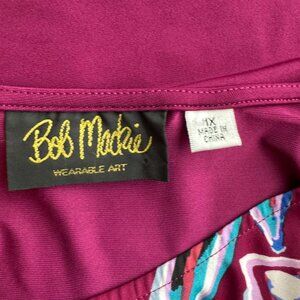 Bob Mackie
WEARABLE ART
1X
MADE IN
CHINA